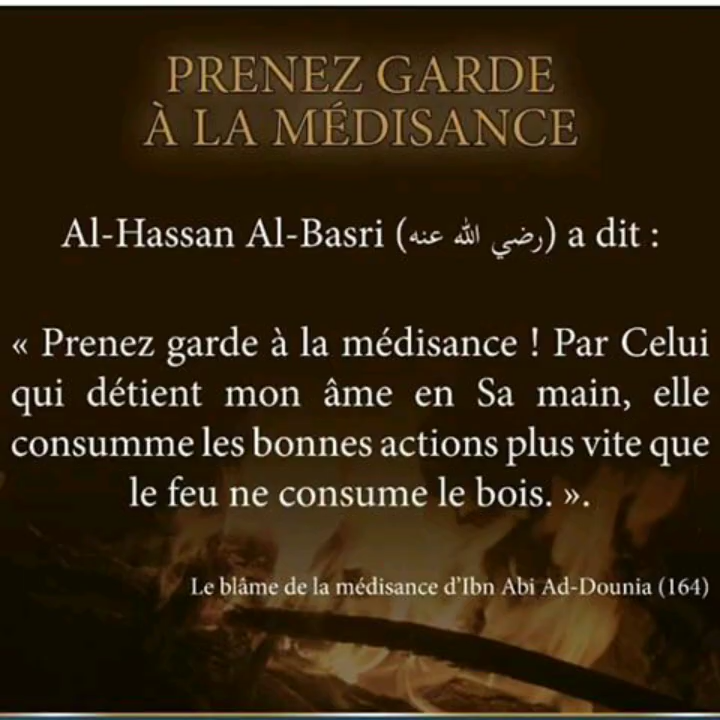 PRENEZ GARDE
À LA MÉDISANCE
Al-Hassan Al-Basri (رضي الله عنه) a dit :
« Prenez garde à la médisance ! Par Celui
qui détient mon âme en Sa main, elle
consumme les bonnes actions plus vite que
le feu ne consume le bois. ».
Le blâme de la médisance d'Ibn Abi Ad-Dounia (164)